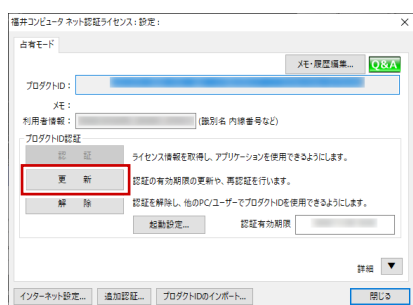 福井コンピュータ ネット認証ライセンス : 設定 :
占有モード
メモ・履歴編集... Q&A
プロダクトID :
メモ :
利用者情報 : (識別名 内線番号など)
プロダクトID認証
認 証 ライセンス情報を取得し、アプリケーションを使用できるようにします。
更 新 認証の有効期限の更新や、再認証を行います。
解 除 認証を解除し、他のPC/ユーザーでプロダクトIDを使用できるようにします。
起動設定... 認証有効期限
詳細 ▼
インターネット設定... 追加認証... プロダクトIDのインポート... 閉じる